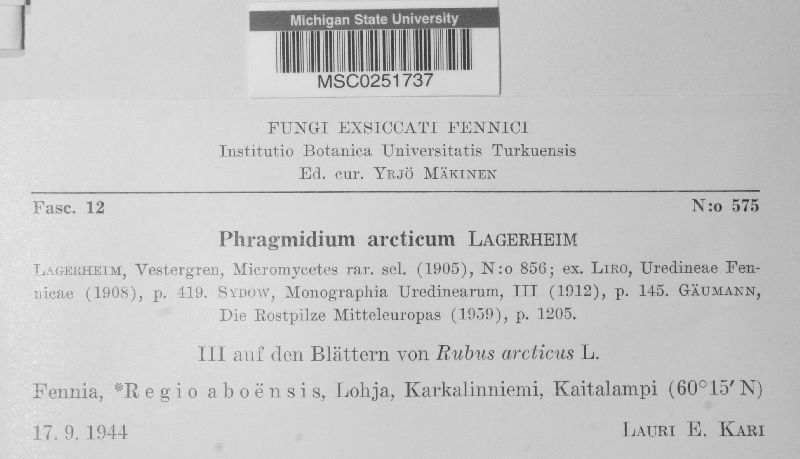 Michigan State University
MSC0251737
FUNGI EXSICCATI FENNICI
Institutio Botanica Universitatis Turkuensis
Ed. cur. YRJÖ MÄKINEN
Fasc. 12 N:o 575
Phragmidium arcticum LAGERHEIM
LAGERHEIM, Vestergren, Micromycetes rar. sel. (1905), N:o 856; ex. LIRO, Uredineae Fen-
nicae (1908), p. 419. SYDOW, Monographia Uredinearum, III (1912), p. 145. GÄUMANN,
Die Rostpilze Mitteleuropas (1959), p. 1205.
III auf den Blättern von Rubus arcticus L.
Fennia, *Regio aboënsis, Lohja, Karkalinniemi, Kaitalampi (60°15′ N)
17. 9. 1944 LAURI E. KARI